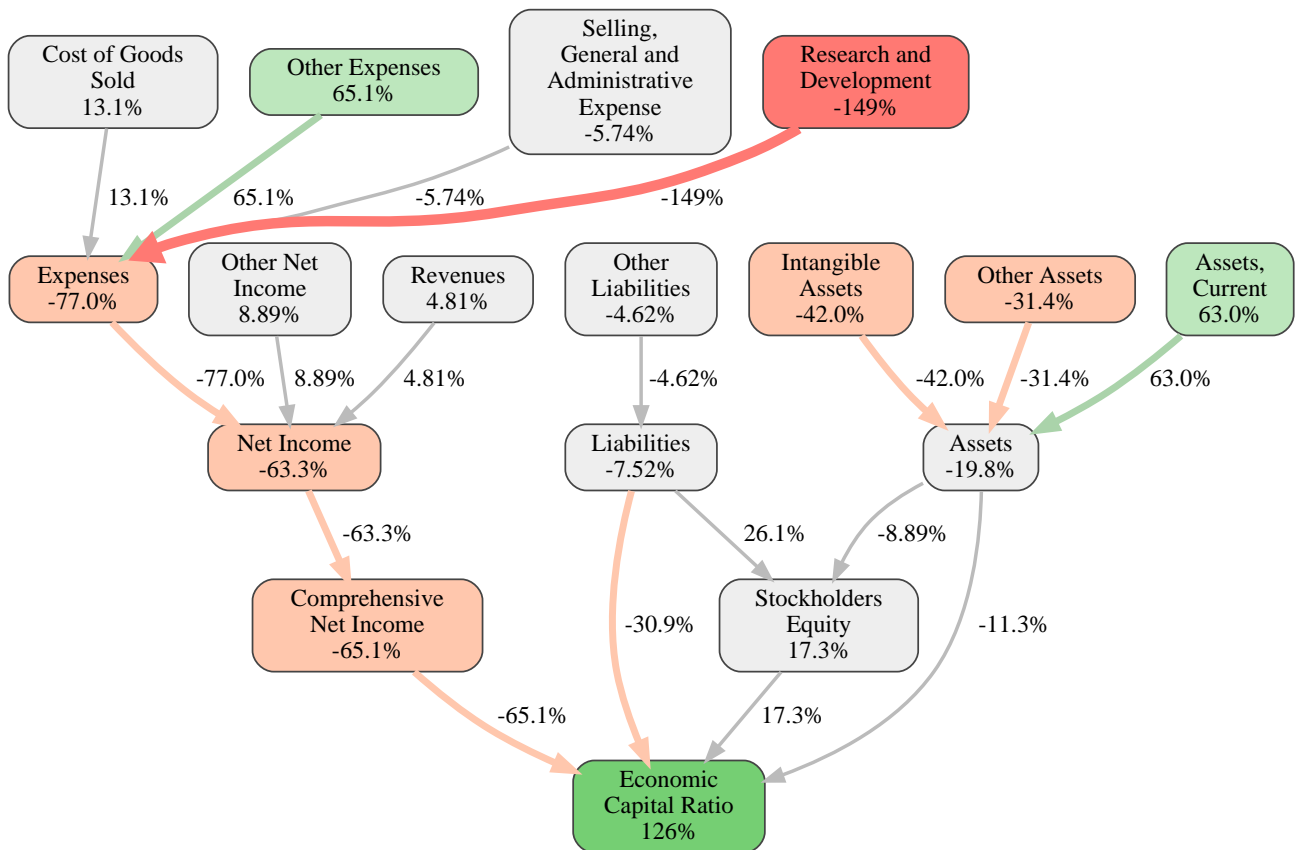 Cost of Goods
Sold
13.1%
Other Expenses
65.1%
Selling,
General and
Administrative
Expense
-5.74%
Research and
Development
-149%
13.1%
65.1%
-5.74%
-149%
Expenses
-77.0%
Other Net
Income
8.89%
Revenues
4.81%
Other
Liabilities
-4.62%
Intangible
Assets
-42.0%
Other Assets
-31.4%
Assets,
Current
63.0%
-77.0%
8.89%
4.81%
-4.62%
-42.0%
-31.4%
63.0%
Net Income
-63.3%
Liabilities
-7.52%
Assets
-19.8%
-63.3%
26.1%
-8.89%
Comprehensive
Net Income
-65.1%
-30.9%
Stockholders
Equity
17.3%
-11.3%
-65.1%
17.3%
Economic
Capital Ratio
126%